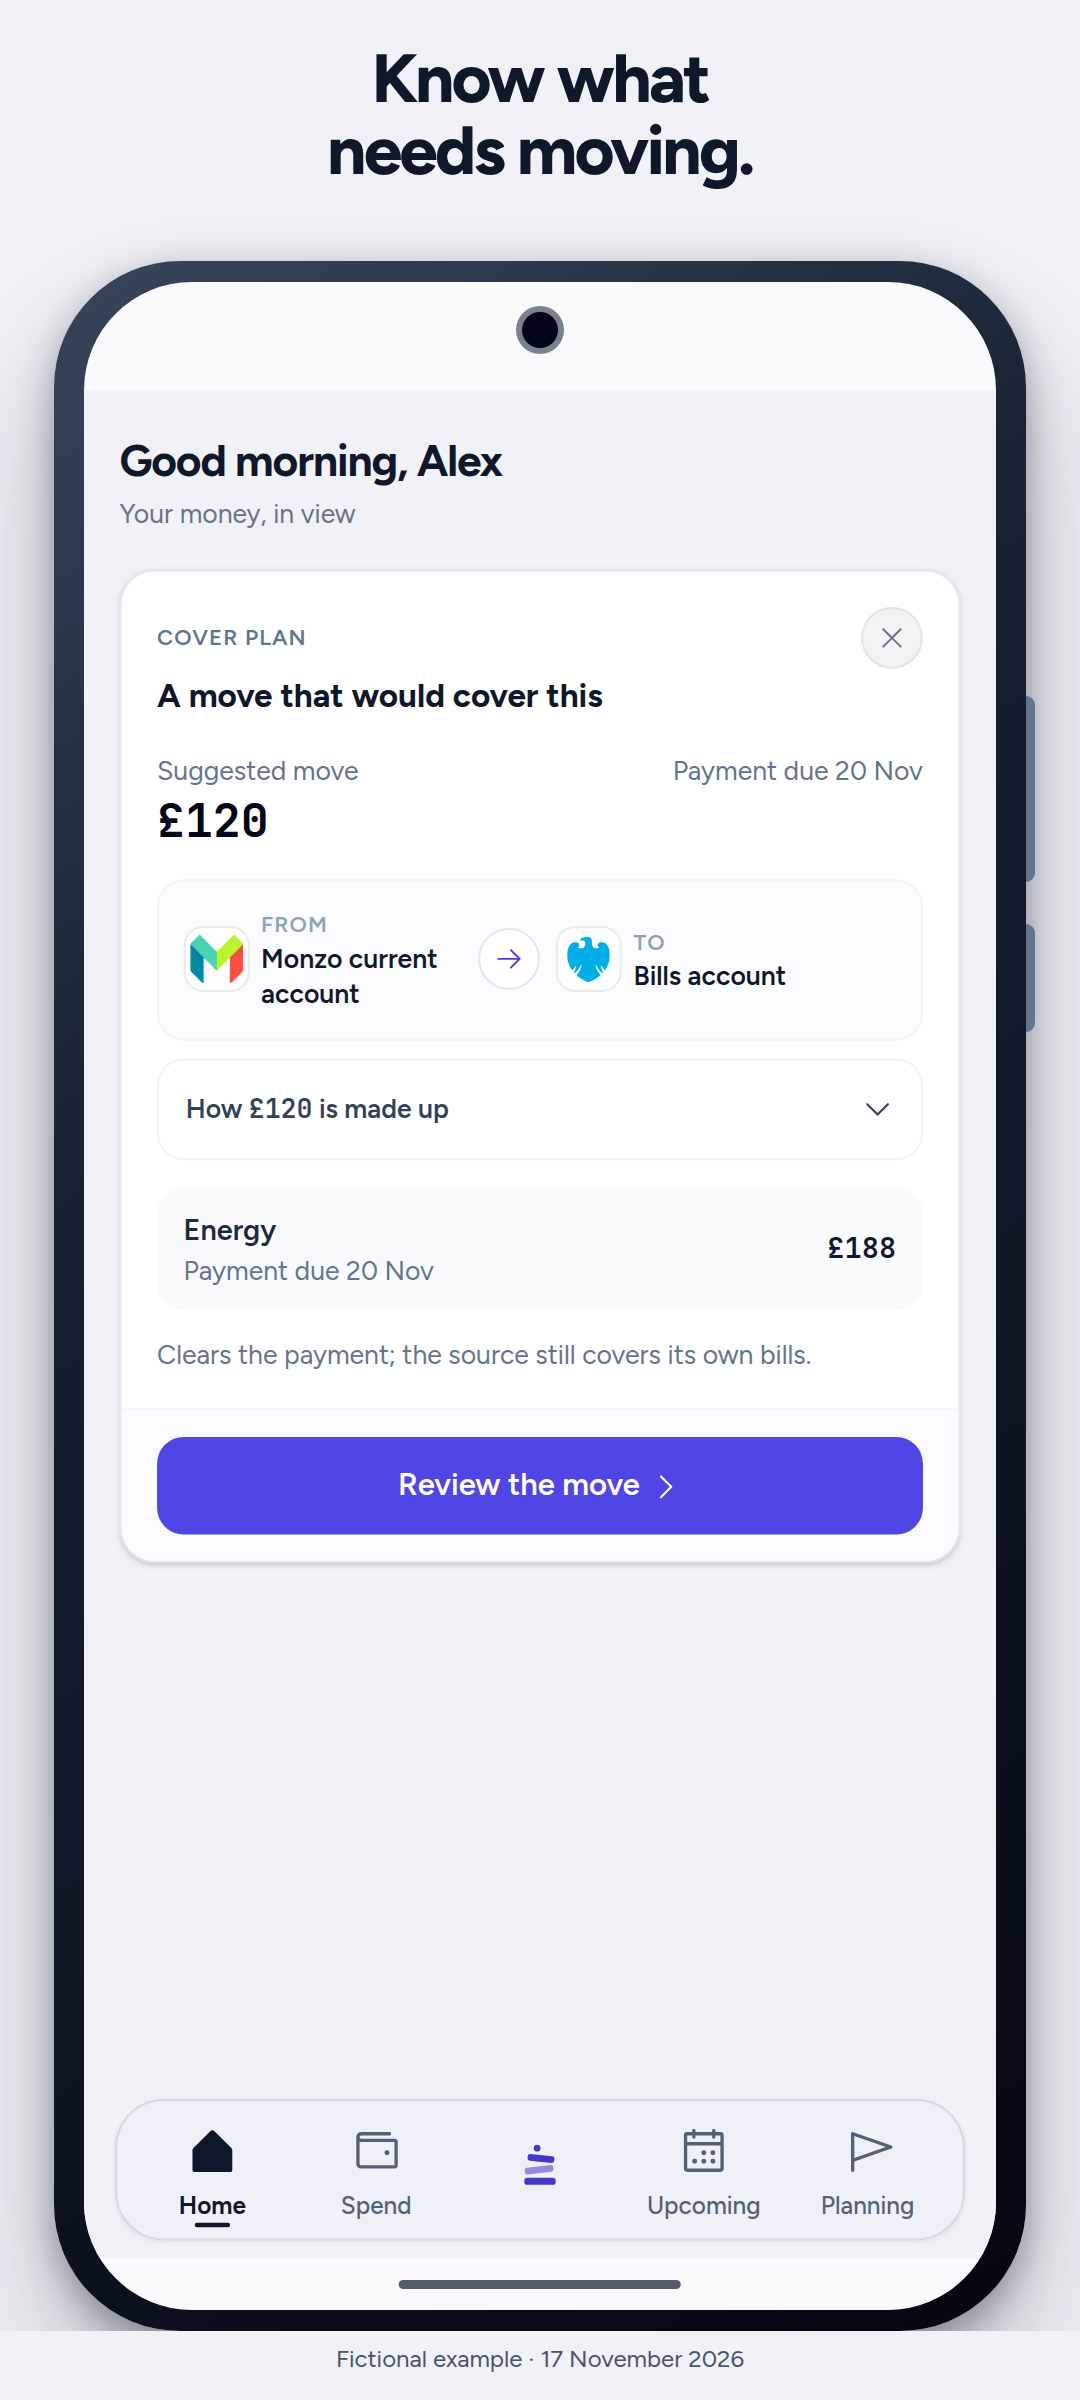 Know what
needs moving.
Good morning, Alex
Your money, in view
COVER PLAN
A move that would cover this
Suggested move
Payment due 20 Nov
£120
FROM
Monzo current
account
TO
Bills account
How £120 is made up
Energy
Payment due 20 Nov
£188
Clears the payment; the source still covers its own bills.
Review the move
Home
Spend
Upcoming
Planning
Fictional example · 17 November 2026